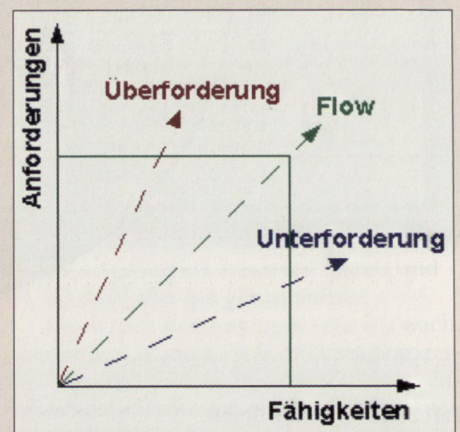 Anforderungen
Überforderung
Flow
Unterforderung
Fähigkeiten